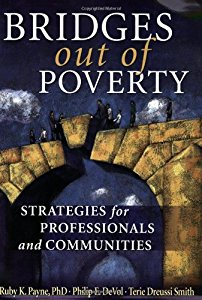 BRIDGES
out of
POVERTY
STRATEGIES for
PROFESSIONALS
and COMMUNITIES
Ruby K. Payne, PhD · Philip E. DeVol · Terie Dreussi Smith